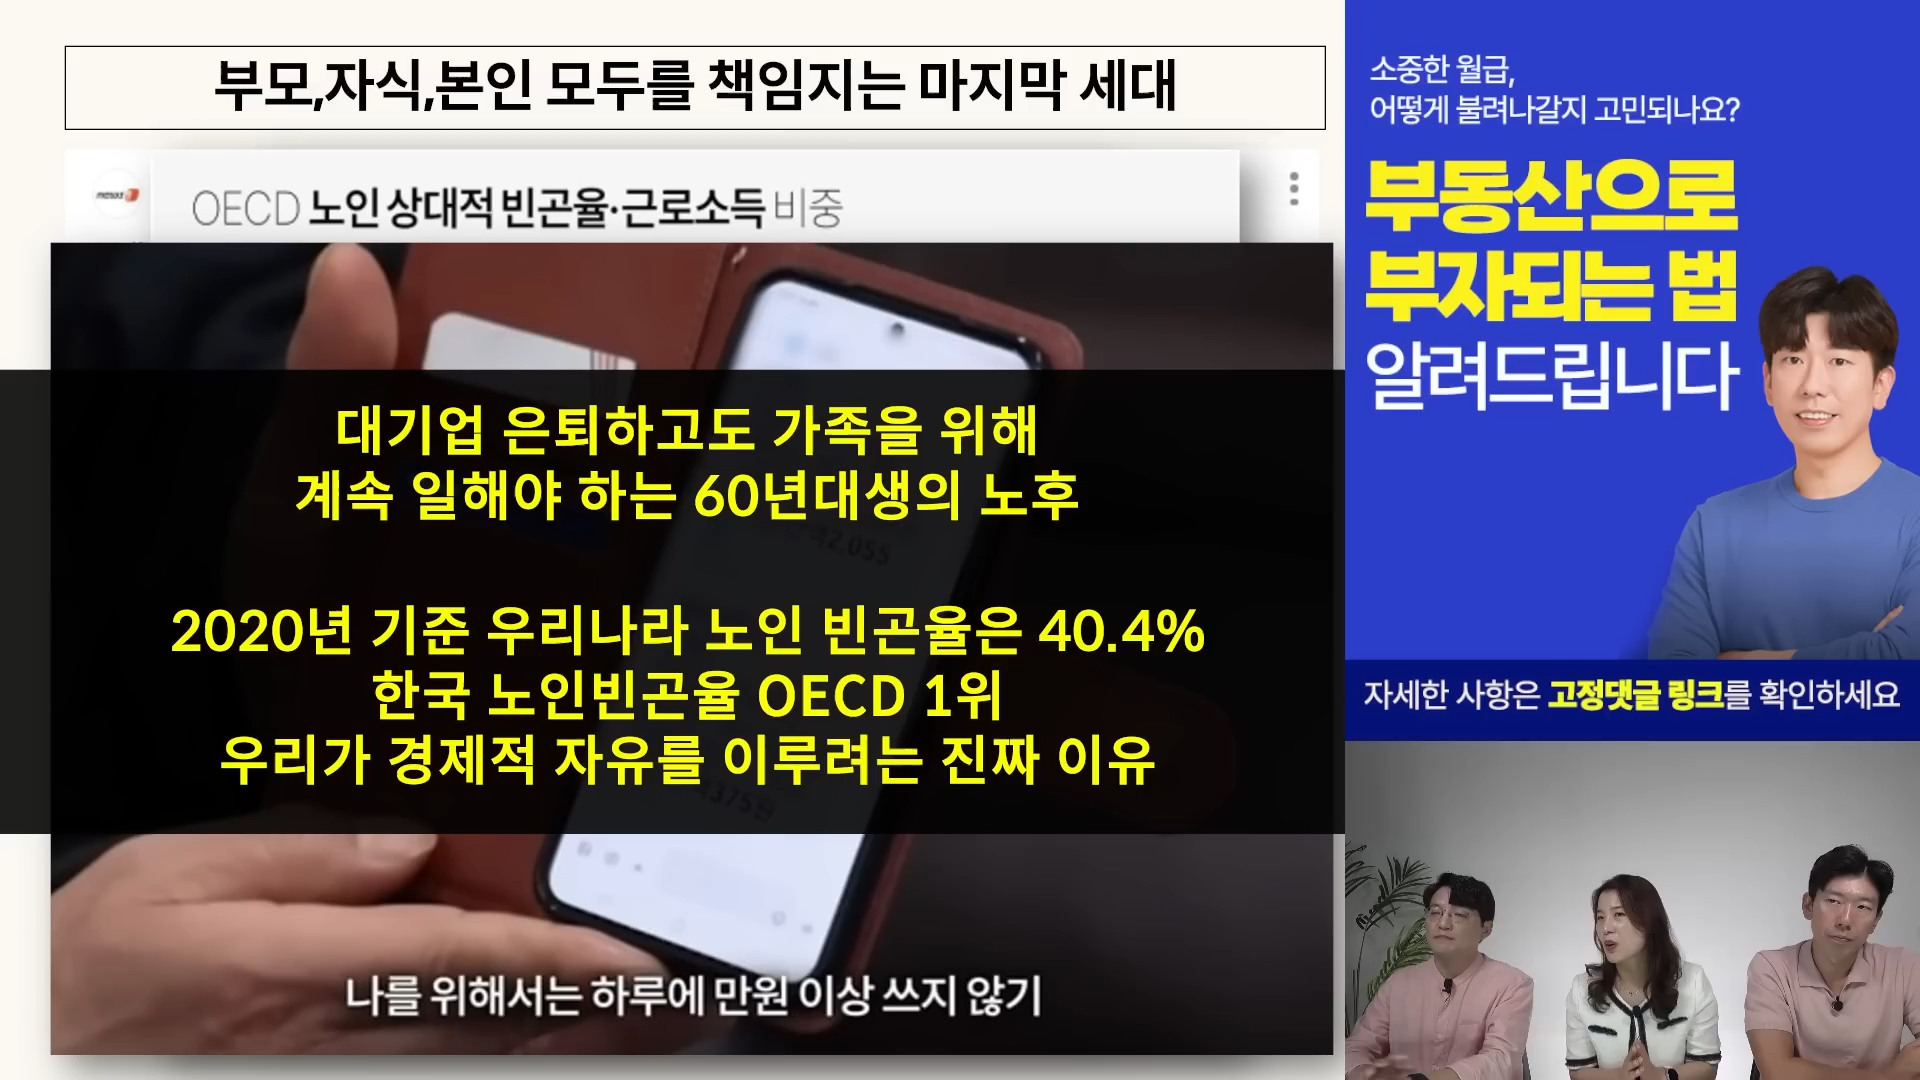 부모,자식,본인 모두를 책임지는 마지막 세대
OECD 노인 상대적 빈곤율·근로소득 비중
대기업 은퇴하고도 가족을 위해
계속 일해야 하는 60년대생의 노후
2020년 기준 우리나라 노인 빈곤율은 40.4%
한국 노인빈곤율 OECD 1위
우리가 경제적 자유를 이루려는 진짜 이유
나를 위해서는 하루에 만원 이상 쓰지 않기
소중한 월급,
어떻게 불려나갈지 고민되나요?
부동산으로
부자되는 법
알려드립니다
자세한 사항은 고정댓글 링크를 확인하세요